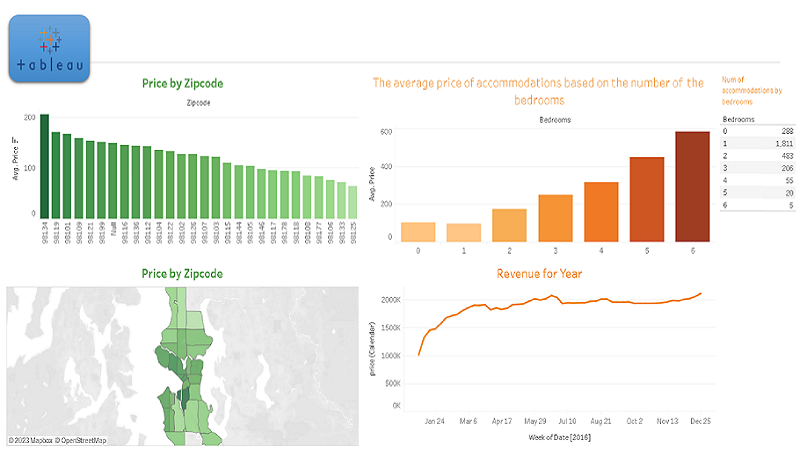 tableau
Price by Zipcode
Zipcode
Avg. Price
200
100
0
98134
98119
98101
98109
98121
98199
Null
98116
98136
98112
98104
98122
98102
98126
98107
98103
98115
98144
98105
98146
98117
98178
98118
98108
98177
98106
98133
98125
The average price of accommodations based on the number of the
bedrooms
Bedrooms
Avg. Price
600
400
200
0
0 1 2 3 4 5 6
Num of
accommodations by
bedrooms
Bedrooms
0 288
1 1,811
2 483
3 206
4 55
5 20
6 5
Price by Zipcode
© 2023 Mapbox © OpenStreetMap
Revenue for Year
price (Calender)
2000K
1500K
1000K
500K
0K
Jan 24 Mar 6 Apr 17 May 29 Jul 10 Aug 21 Oct 2 Nov 13 Dec 25
Week of Date [2016]